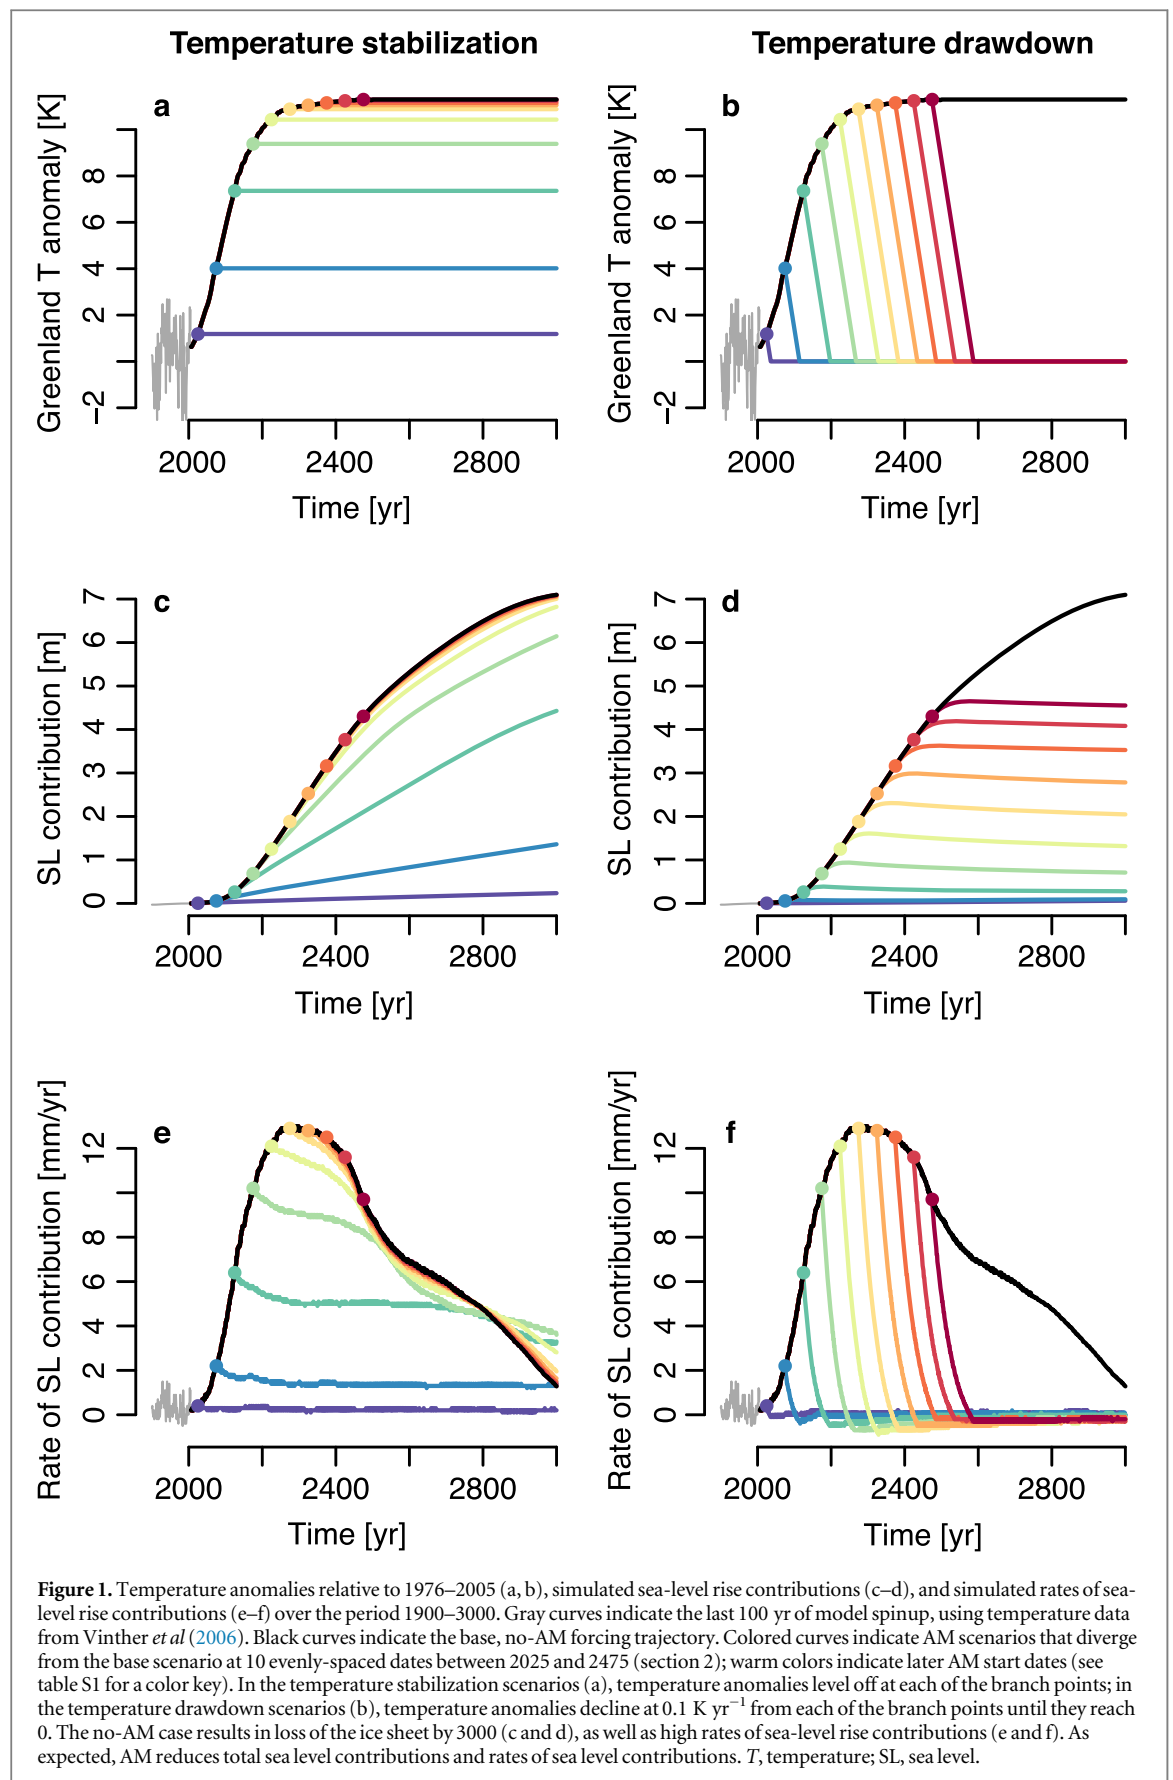 Temperature stabilization
Temperature drawdown
a
Greenland T anomaly [K]
8
6
4
2
−2
2000 2400 2800
Time [yr]
b
Greenland T anomaly [K]
8
6
4
2
−2
2000 2400 2800
Time [yr]
c
SL contribution [m]
7
6
5
4
3
2
1
0
2000 2400 2800
Time [yr]
d
SL contribution [m]
7
6
5
4
3
2
1
0
2000 2400 2800
Time [yr]
e
Rate of SL contribution [mm/yr]
12
8
6
4
2
0
2000 2400 2800
Time [yr]
f
Rate of SL contribution [mm/yr]
12
8
6
4
2
0
2000 2400 2800
Time [yr]
Figure 1. Temperature anomalies relative to 1976–2005 (a, b), simulated sea-level rise contributions (c–d), and simulated rates of sea-
level rise contributions (e–f) over the period 1900–3000. Gray curves indicate the last 100 yr of model spinup, using temperature data
from Vinther et al (2006). Black curves indicate the base, no-AM forcing trajectory. Colored curves indicate AM scenarios that diverge
from the base scenario at 10 evenly-spaced dates between 2025 and 2475 (section 2); warm colors indicate later AM start dates (see
table S1 for a color key). In the temperature stabilization scenarios (a), temperature anomalies level off at each of the branch points; in
the temperature drawdown scenarios (b), temperature anomalies decline at 0.1 K yr⁻¹ from each of the branch points until they reach
0. The no-AM case results in loss of the ice sheet by 3000 (c and d), as well as high rates of sea-level rise contributions (e and f). As
expected, AM reduces total sea level contributions and rates of sea level contributions. T, temperature; SL, sea level.